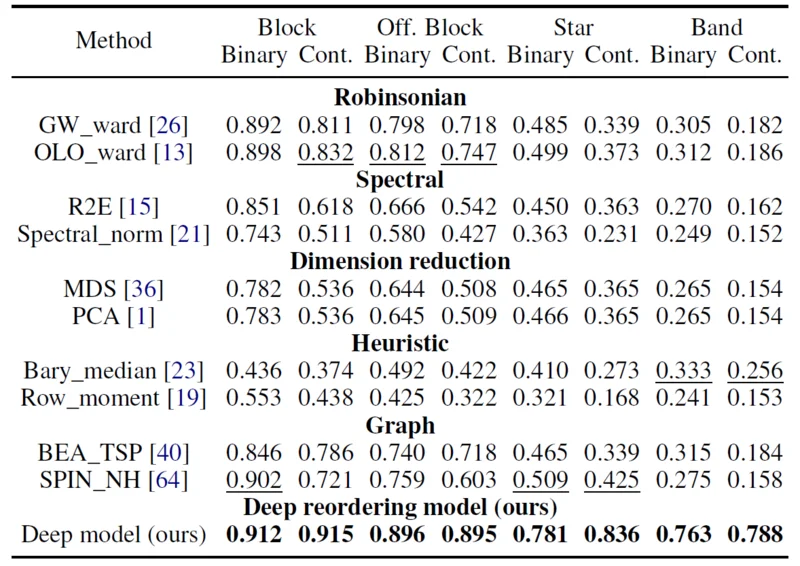 Method Block Off. Block Star Band
Binary Cont. Binary Cont. Binary Cont. Binary Cont.
Robinsonian
GW_ward [26] 0.892 0.811 0.798 0.718 0.485 0.339 0.305 0.182
OLO_ward [13] 0.898 0.832 0.812 0.747 0.499 0.373 0.312 0.186
Spectral
R2E [15] 0.851 0.618 0.666 0.542 0.450 0.363 0.270 0.162
Spectral_norm [21] 0.743 0.511 0.580 0.427 0.363 0.231 0.249 0.152
Dimension reduction
MDS [36] 0.782 0.536 0.644 0.508 0.465 0.365 0.265 0.154
PCA [1] 0.783 0.536 0.645 0.509 0.466 0.365 0.265 0.154
Heuristic
Bary_median [23] 0.436 0.374 0.492 0.422 0.410 0.273 0.333 0.256
Row_moment [19] 0.553 0.438 0.425 0.322 0.321 0.168 0.241 0.153
Graph
BEA_TSP [40] 0.846 0.786 0.740 0.718 0.465 0.339 0.315 0.184
SPIN_NH [64] 0.902 0.721 0.759 0.603 0.509 0.425 0.275 0.158
Deep reordering model (ours)
Deep model (ours) 0.912 0.915 0.896 0.895 0.781 0.836 0.763 0.788